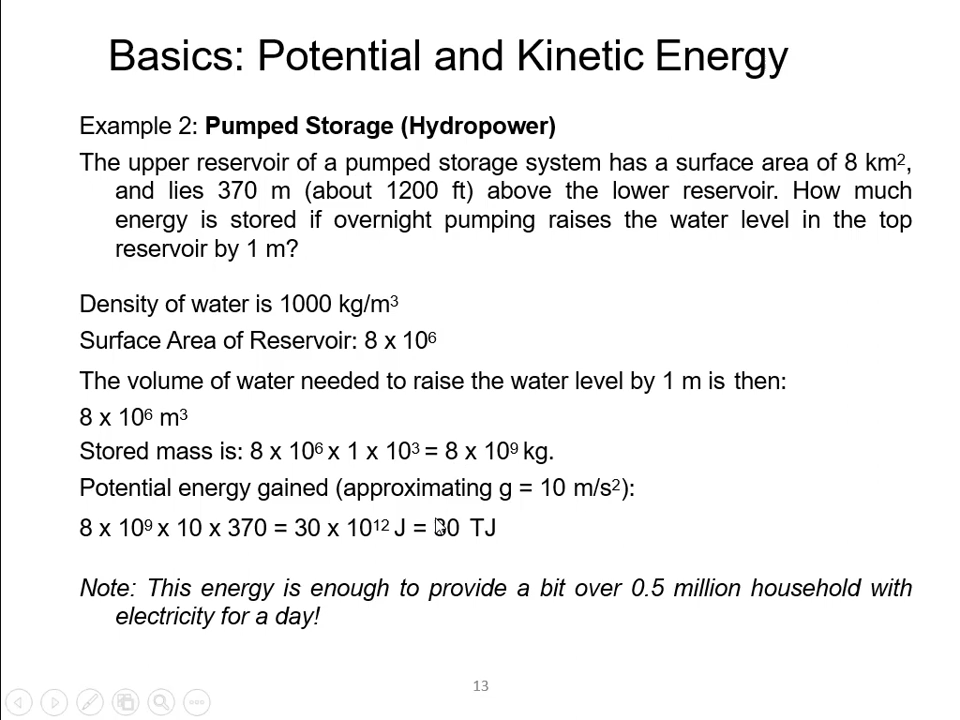 Basics: Potential and Kinetic Energy
Example 2: Pumped Storage (Hydropower)
The upper reservoir of a pumped storage system has a surface area of 8 km²,
and lies 370 m (about 1200 ft) above the lower reservoir. How much
energy is stored if overnight pumping raises the water level in the top
reservoir by 1 m?
Density of water is 1000 kg/m³
Surface Area of Reservoir: 8 x 10⁶
The volume of water needed to raise the water level by 1 m is then:
8 x 10⁶ m³
Stored mass is: 8 x 10⁶ x 1 x 10³ = 8 x 10⁹ kg.
Potential energy gained (approximating g = 10 m/s²):
8 x 10⁹ x 10 x 370 = 30 x 10¹² J = 30 TJ
Note: This energy is enough to provide a bit over 0.5 million household with
electricity for a day!
13